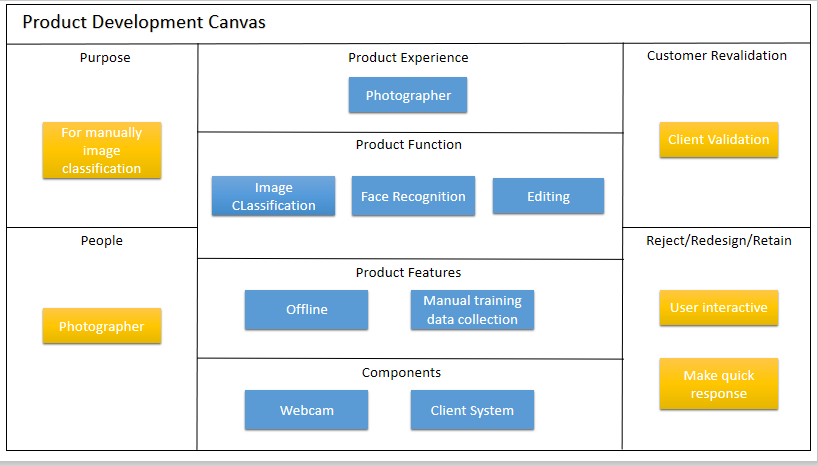 Product Development Canvas
Purpose
For manually
image
classification
People
Photographer
Product Experience
Photographer
Product Function
Image
CLassification
Face Recognition
Editing
Product Features
Offline
Manual training
data collection
Components
Webcam
Client System
Customer Revalidation
Client Validation
Reject/Redesign/Retain
User interactive
Make quick
response